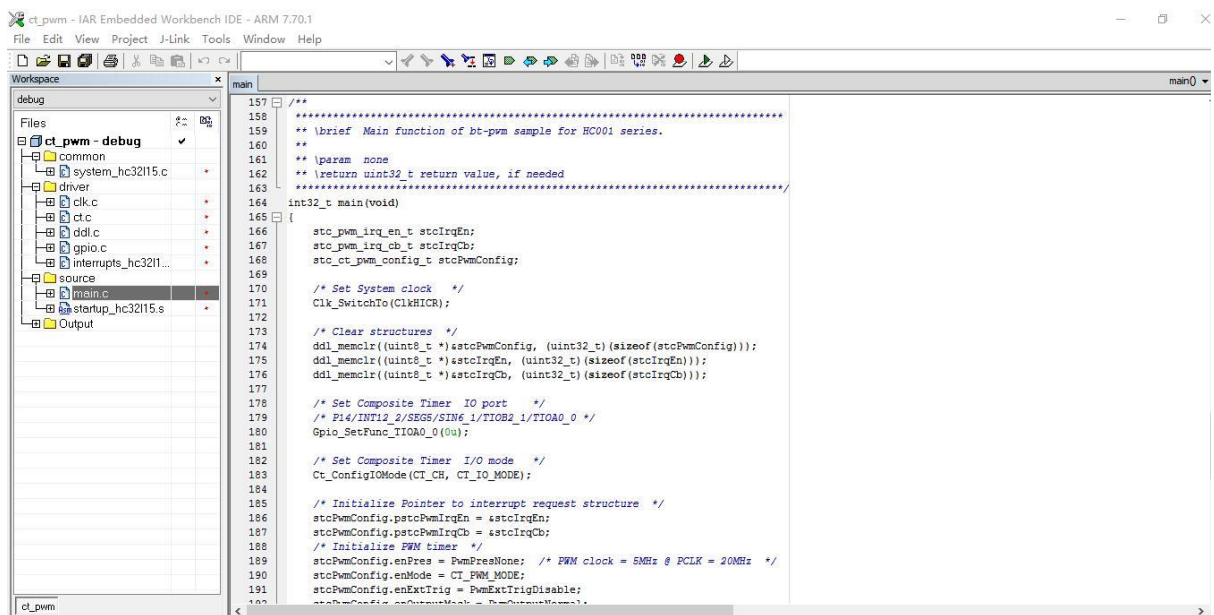 ct_pwm - IAR Embedded Workbench IDE - ARM 7.70.1
File Edit View Project J-Link Tools Window Help
Workspace
debug
Files
ct_pwm - debug
common
system_hc32l15.c
driver
clk.c
ct.c
ddl.c
gpio.c
interrupts_hc32l1...
source
main.c
startup_hc32l15.s
Output
ct_pwm
main
main()
157 /**
158 ******************************************************************************
159 ** \brief  Main function of bt-pwm sample for HC001 series.
160 **
161 ** \param  none
162 ** \return uint32_t return value, if needed
163 ******************************************************************************/
164 int32_t main(void)
165 {
166     stc_pwm_irq_en_t stcIrqEn;
167     stc_pwm_irq_cb_t stcIrqCb;
168     stc_ct_pwm_config_t stcPwmConfig;
169
170     /* Set System clock   */
171     Clk_SwitchTo(ClkHICR);
172
173     /* Clear structures  */
174     ddl_memclr((uint8_t *)&stcPwmConfig, (uint32_t)(sizeof(stcPwmConfig)));
175     ddl_memclr((uint8_t *)&stcIrqEn, (uint32_t)(sizeof(stcIrqEn)));
176     ddl_memclr((uint8_t *)&stcIrqCb, (uint32_t)(sizeof(stcIrqCb)));
177
178     /* Set Composite Timer  IO port    */
179     /* P14/INT12_2/SEG5/SIN6_1/TIOB2_1/TIOA0_0 */
180     Gpio_SetFunc_TIOA0_0(0u);
181
182     /* Set Composite Timer  I/O mode   */
183     Ct_ConfigIOMode(CT_CH, CT_IO_MODE);
184
185     /* Initialize Pointer to interrupt request structure  */
186     stcPwmConfig.pstcPwmIrqEn = &stcIrqEn;
187     stcPwmConfig.pstcPwmIrqCb = &stcIrqCb;
188     /* Initialize PWM timer  */
189     stcPwmConfig.enPres = PwmPresNone;  /* PWM clock = 5MHz @ PCLK = 20MHz  */
190     stcPwmConfig.enMode = CT_PWM_MODE;
191     stcPwmConfig.enExtTrig = PwmExtTrigDisable;